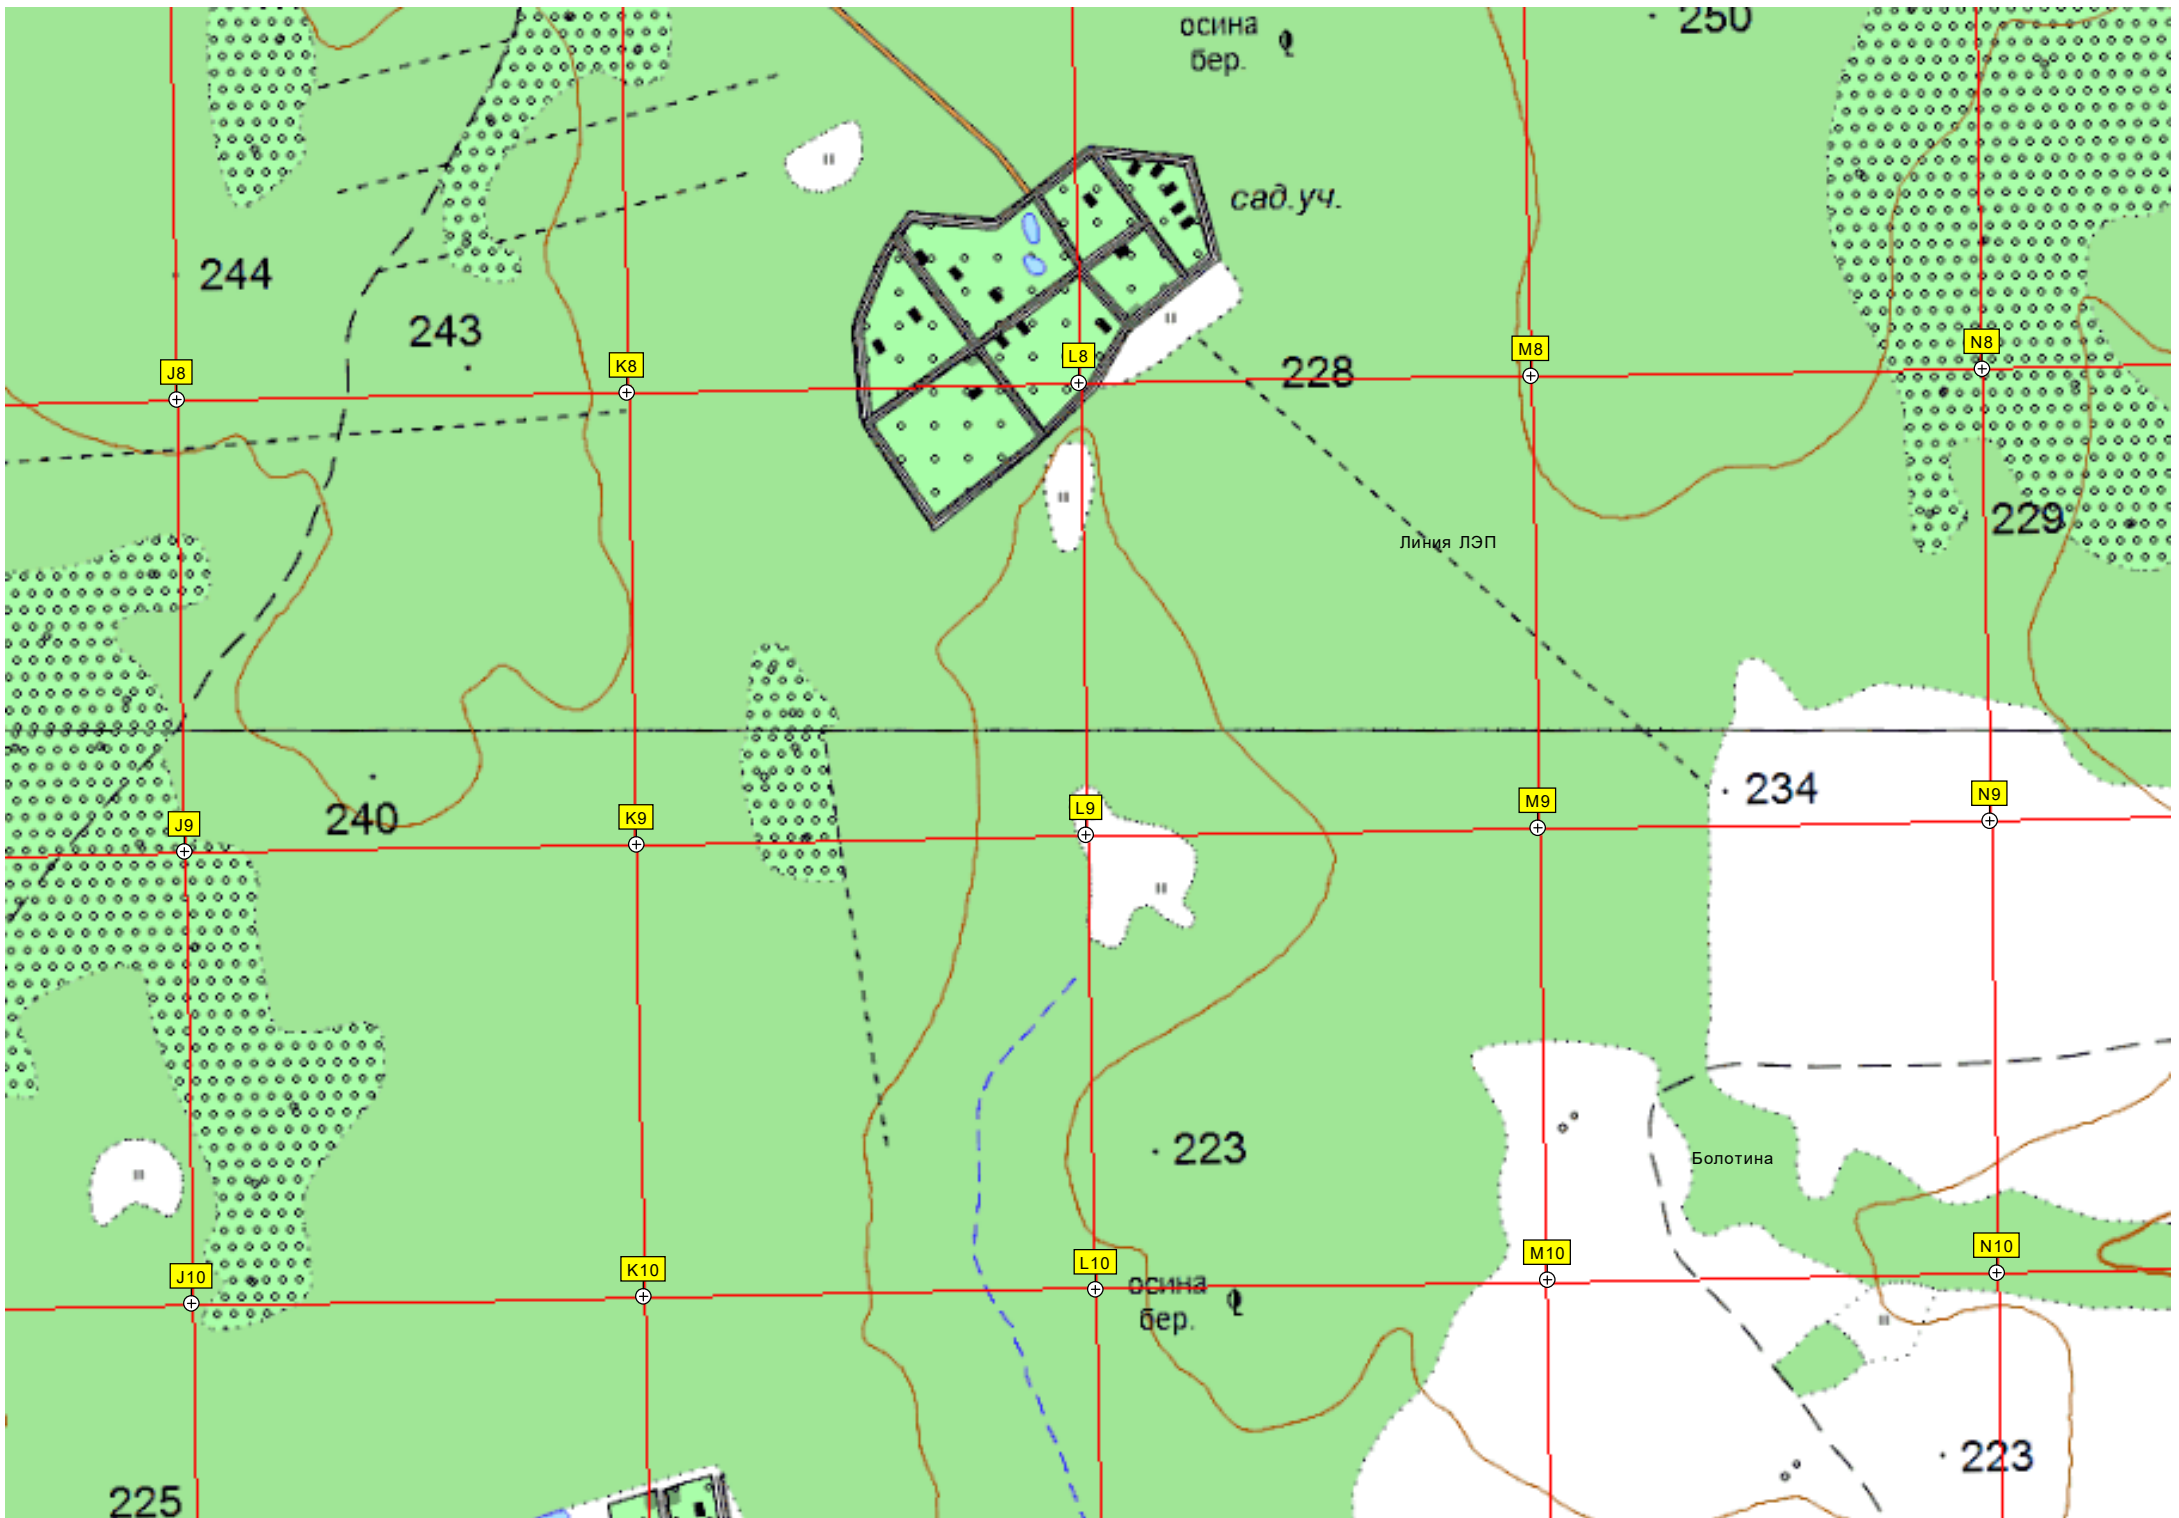 осина
бер.
250
сад.уч.
244
243
J8
K8
L8
228
M8
N8
229
Линия ЛЭП
234
240
J9
K9
L9
M9
N9
223
Болотина
J10
K10
L10
M10
N10
осина
бер.
223
225